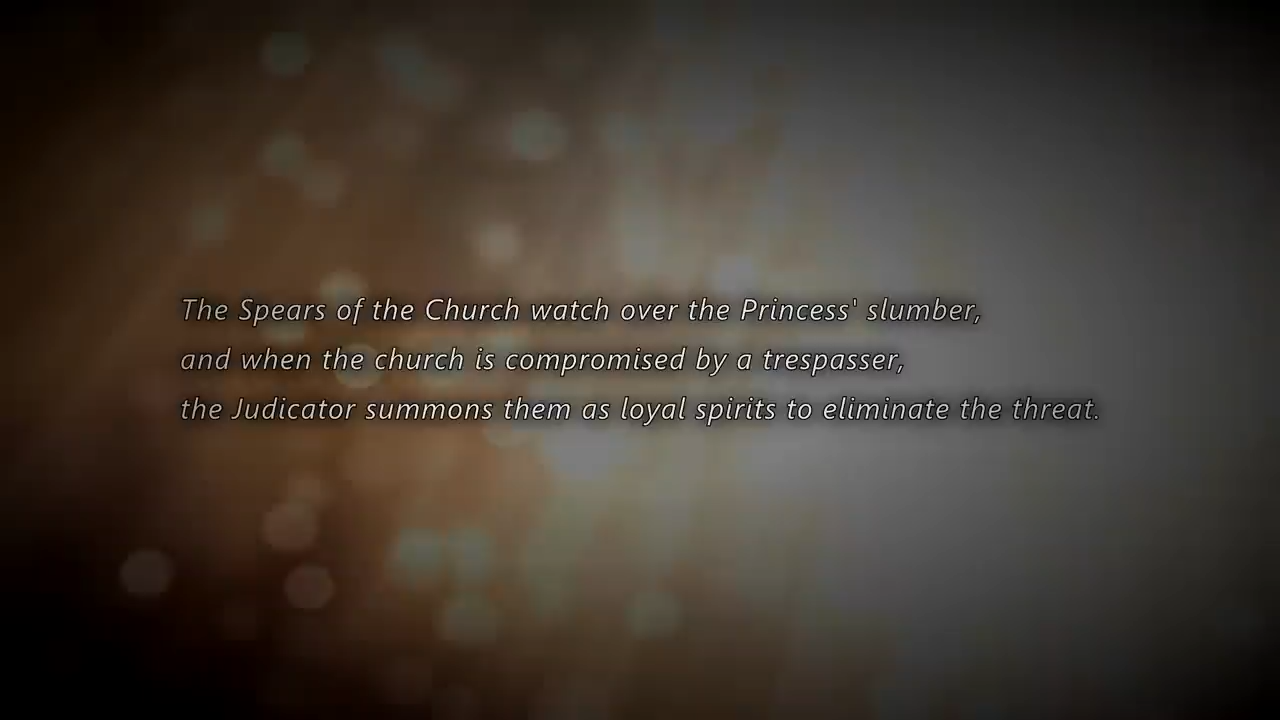 The Spears of the Church watch over the Princess' slumber,
and when the church is compromised by a trespasser,
the Judicator summons them as loyal spirits to eliminate the threat.